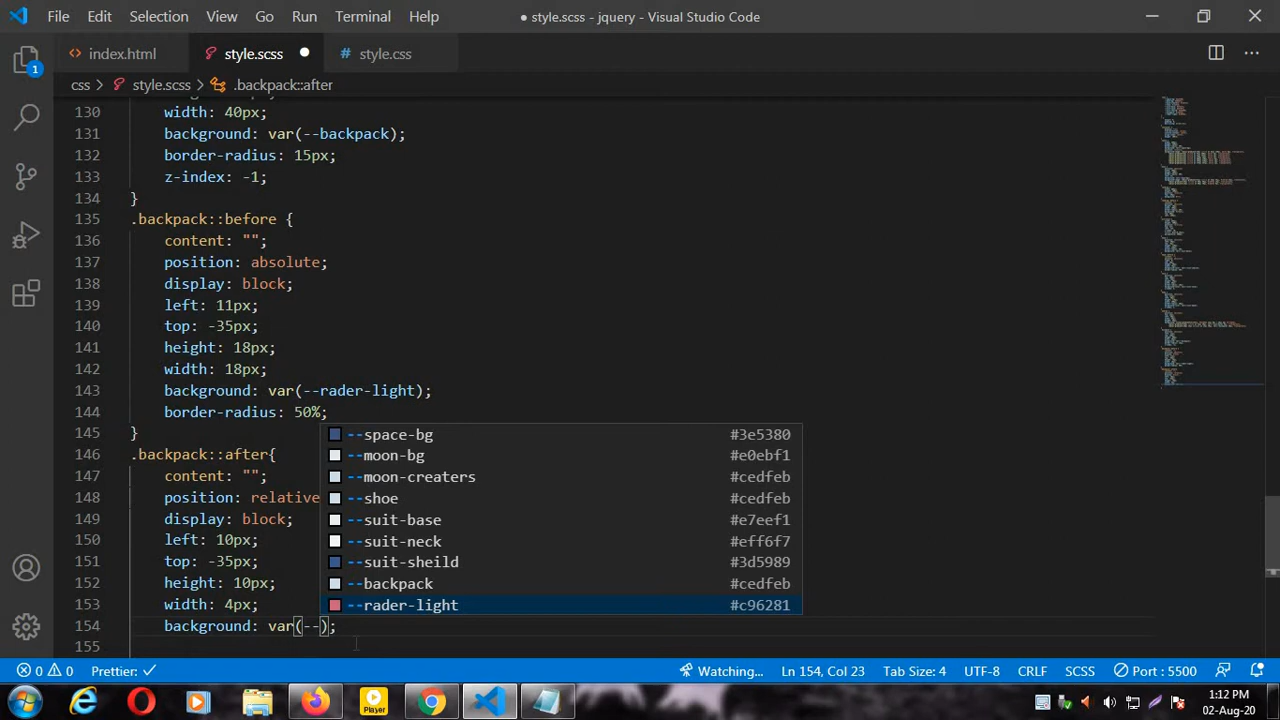 File Edit Selection View Go Run Terminal Help
● style.scss - jquery - Visual Studio Code
index.html style.scss style.css
css > style.scss > .backpack::after
1
130 width: 40px;
131 background: var(--backpack);
132 border-radius: 15px;
133 z-index: -1;
134 }
135 .backpack::before {
136 content: "";
137 position: absolute;
138 display: block;
139 left: 11px;
140 top: -35px;
141 height: 18px;
142 width: 18px;
143 background: var(--rader-light);
144 border-radius: 50%;
145 }
146 .backpack::after{
147 content: "";
148 position: relative
149 display: block;
150 left: 10px;
151 top: -35px;
152 height: 10px;
153 width: 4px;
154 background: var(--);
155
--space-bg #3e5380
--moon-bg #e0ebf1
--moon-creaters #cedfeb
--shoe #cedfeb
--suit-base #e7eef1
--suit-neck #eff6f7
--suit-sheild #3d5989
--backpack #cedfeb
--rader-light #c96281
0 0 Prettier: ✓ Watching... Ln 154, Col 23 Tab Size: 4 UTF-8 CRLF SCSS Port : 5500
Player
1:12 PM
02-Aug-20